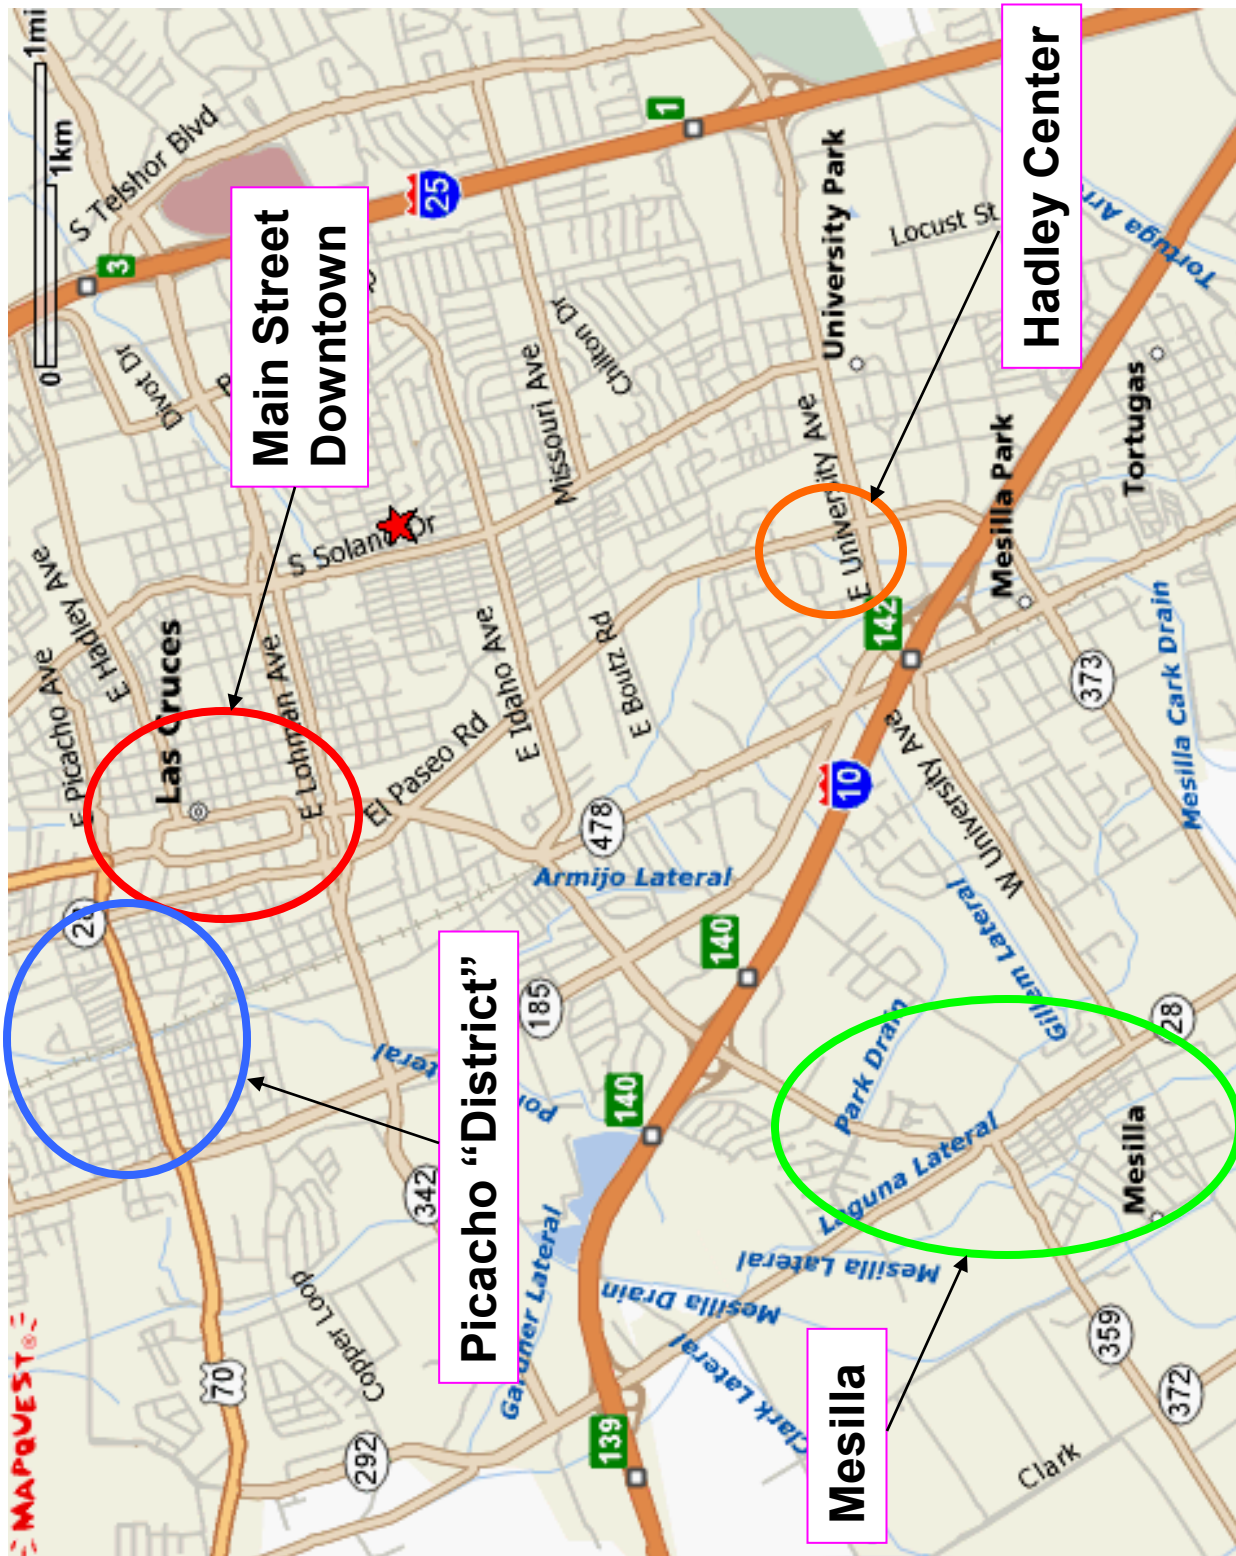 MAPQUEST®
0
1km
1mi
S Telshor Blvd
3
25
1
Main Street
Downtown
Divot Dr
Missouri Ave
Chilton Dr
University Park
Locust St
Hadley Center
Tortuga Arr
E Picacho Ave
E Hadley Ave
Las Cruces
E Lohman Ave
S Solano Dr
El Paseo Rd
E Idaho Ave
E Boutz Rd
E University Ave
142
Mesilla Park
Tortugas
373
Mesilla Cark Drain
10
W University Ave
478
Armijo Lateral
140
185
Picacho “District”
342
70
Copper Loop
292
Gardner Lateral
140
139
Park Drain
Gillem Lateral
28
Laguna Lateral
Mesilla Lateral
Mesilla Drain
Clark Lateral
Mesilla
Mesilla
359
372
Clark